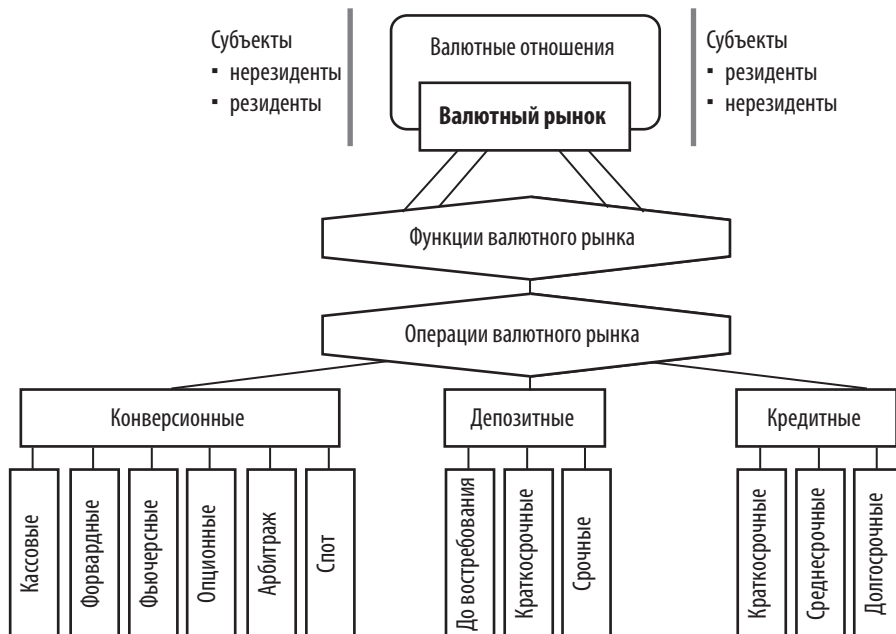 Субъекты
▪ нерезиденты
▪ резиденты
Валютные отношения
Валютный рынок
Субъекты
▪ резиденты
▪ нерезиденты
Функции валютного рынка
Операции валютного рынка
Конверсионные
Депозитные
Кредитные
Кассовые
Форвардные
Фьючерсные
Опционные
Арбитраж
Спот
До востребования
Краткосрочные
Срочные
Краткосрочные
Среднесрочные
Долгосрочные